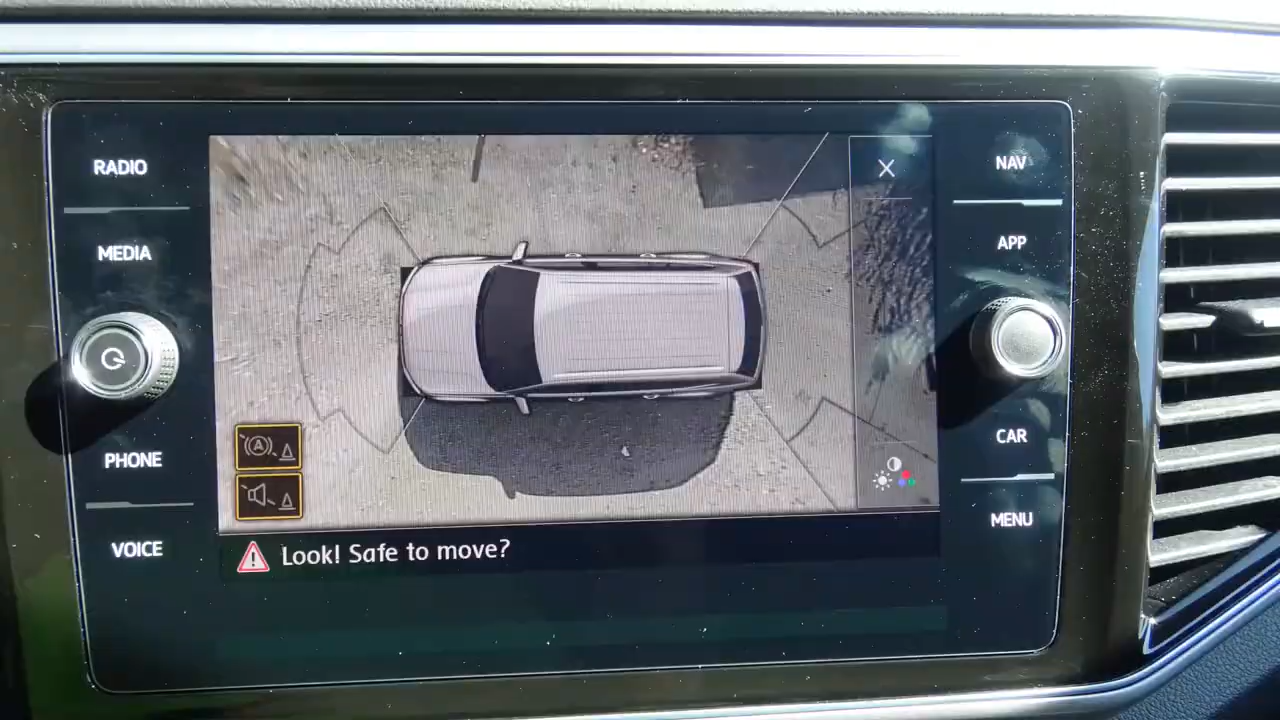 RADIO
MEDIA
PHONE
VOICE
NAV
APP
CAR
MENU
A
Look! Safe to move?